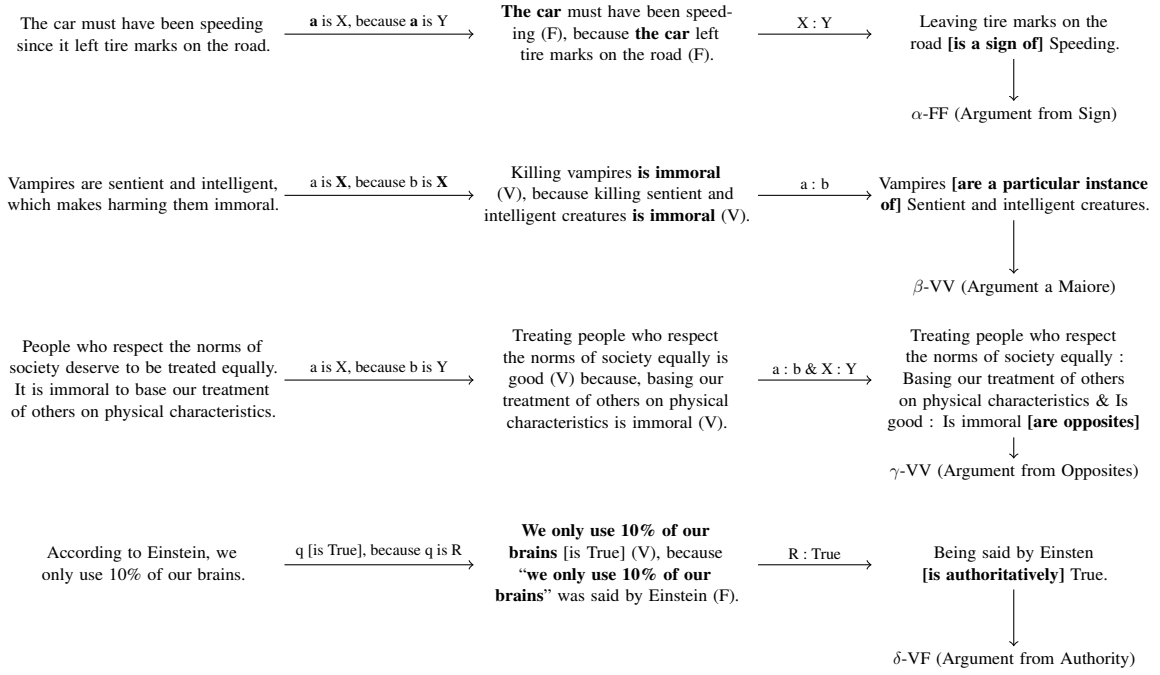 The car must have been speeding
since it left tire marks on the road.
a is X, because a is Y
The car must have been speed-
ing (F), because the car left
tire marks on the road (F).
X : Y
Leaving tire marks on the
road [is a sign of] Speeding.
α-FF (Argument from Sign)
Vampires are sentient and intelligent,
which makes harming them immoral.
a is X, because b is X
Killing vampires is immoral
(V), because killing sentient and
intelligent creatures is immoral (V).
a : b
Vampires [are a particular instance
of] Sentient and intelligent creatures.
β-VV (Argument a Maiore)
People who respect the norms of
society deserve to be treated equally.
It is immoral to base our treatment
of others on physical characteristics.
a is X, because b is Y
Treating people who respect
the norms of society equally is
good (V) because, basing our
treatment of others on physical
characteristics is immoral (V).
a : b & X : Y
Treating people who respect
the norms of society equally :
Basing our treatment of others
on physical characteristics & Is
good : Is immoral [are opposites]
γ-VV (Argument from Opposites)
According to Einstein, we
only use 10% of our brains.
q [is True], because q is R
We only use 10% of our
brains [is True] (V), because
“we only use 10% of our
brains” was said by Einstein (F).
R : True
Being said by Einsten
[is authoritatively] True.
δ-VF (Argument from Authority)